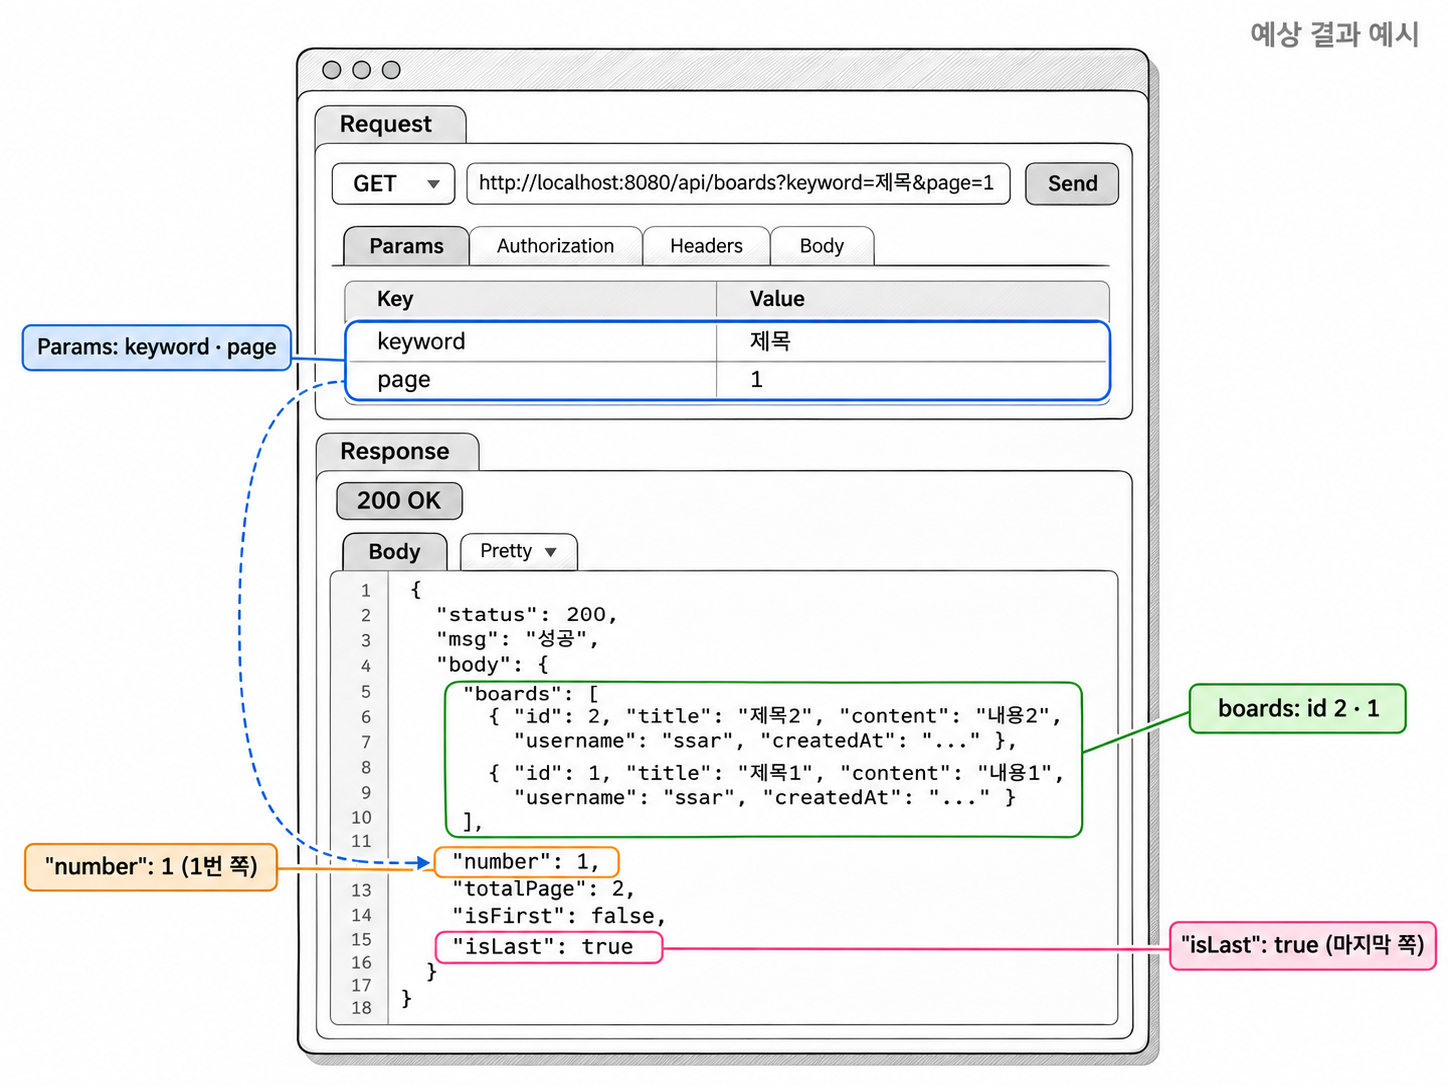 예상 결과 예시
Request
GET ▼ http://localhost:8080/api/boards?keyword=제목&page=1 Send
Params Authorization Headers Body
Key Value
keyword 제목
page 1
Params: keyword · page
Response
200 OK
Body Pretty ▼
1 {
2 "status": 200,
3 "msg": "성공",
4 "body": {
5 "boards": [
6 { "id": 2, "title": "제목2", "content": "내용2",
7 "username": "ssar", "createdAt": "..." },
8 { "id": 1, "title": "제목1", "content": "내용1",
9 "username": "ssar", "createdAt": "..." }
10 ],
11
"number": 1,
13 "totalPage": 2,
14 "isFirst": false,
15 "isLast": true
16 }
17
18 }
boards: id 2 · 1
"number": 1 (1번 쪽)
"isLast": true (마지막 쪽)